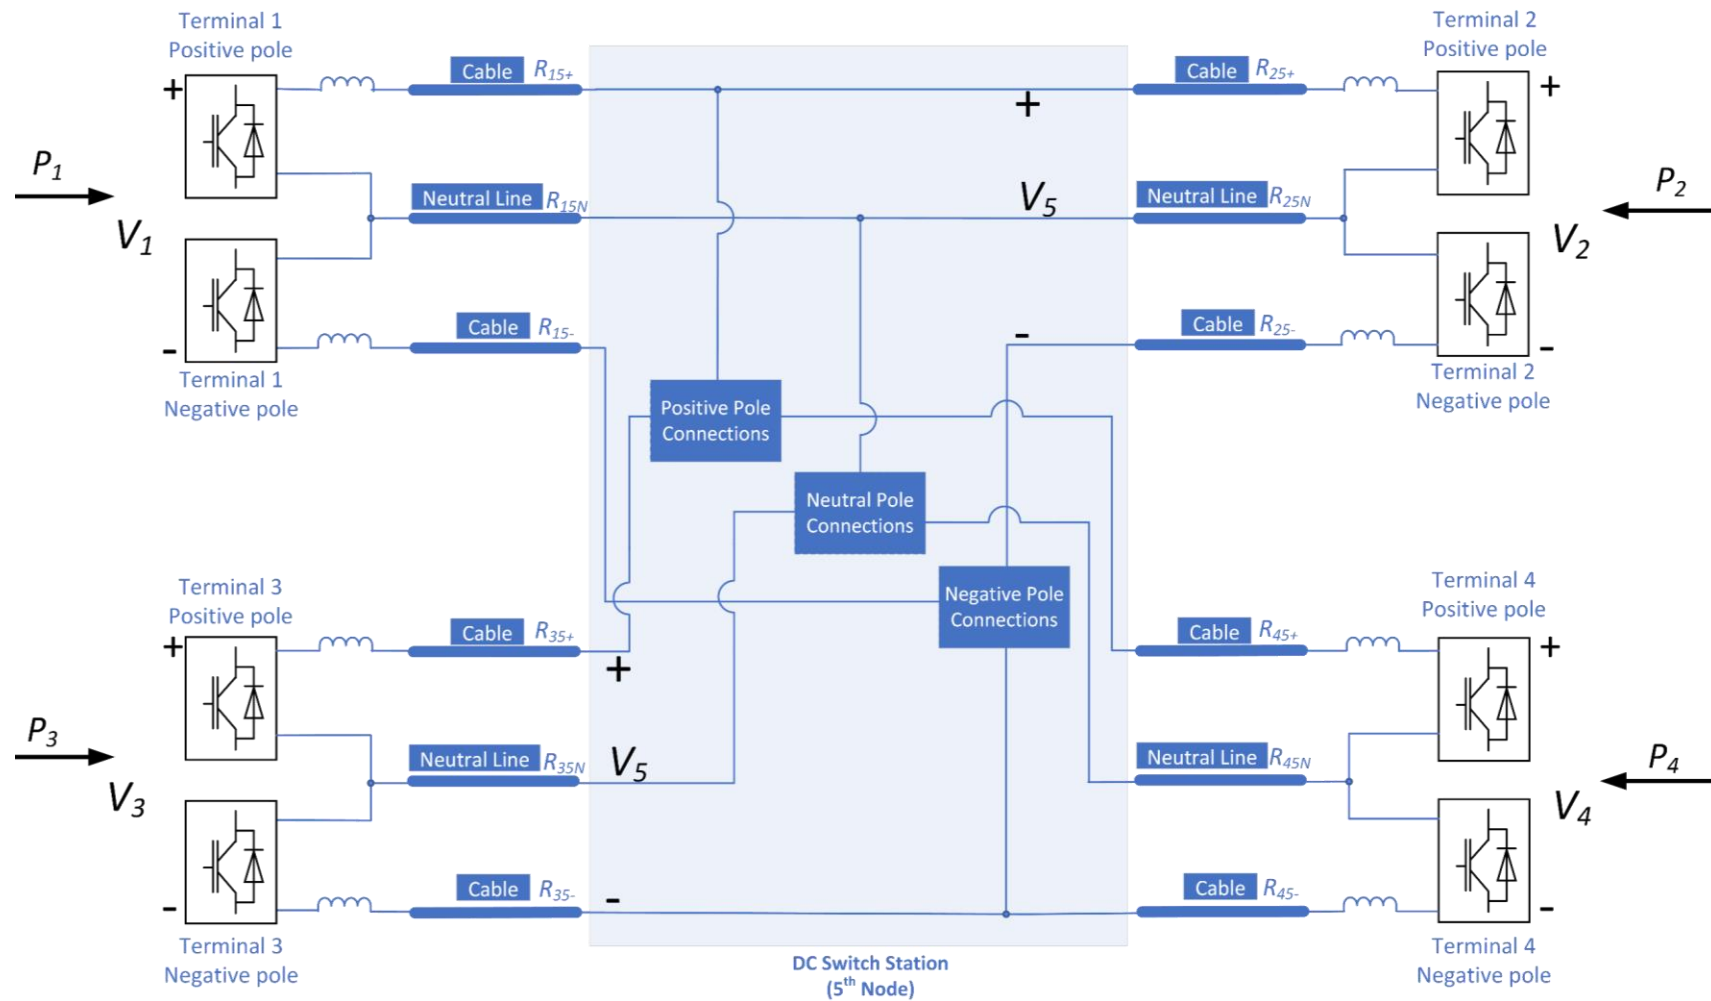 Terminal 1
Positive pole
+
Cable R15+
P1
V1
Neutral Line R15N
Cable R15-
-
Terminal 1
Negative pole
Terminal 2
Positive pole
+
Cable R25+
+
P2
V2
V5
Neutral Line R25N
-
Cable R25-
-
Terminal 2
Negative pole
Positive Pole
Connections
Neutral Pole
Connections
Negative Pole
Connections
Terminal 3
Positive pole
+
Cable R35+
+
P3
V3
Neutral Line R35N
V5
Cable R35-
-
-
Terminal 3
Negative pole
Terminal 4
Positive pole
+
Cable R45+
P4
V4
Neutral Line R45N
Cable R45-
-
Terminal 4
Negative pole
DC Switch Station
(5th Node)